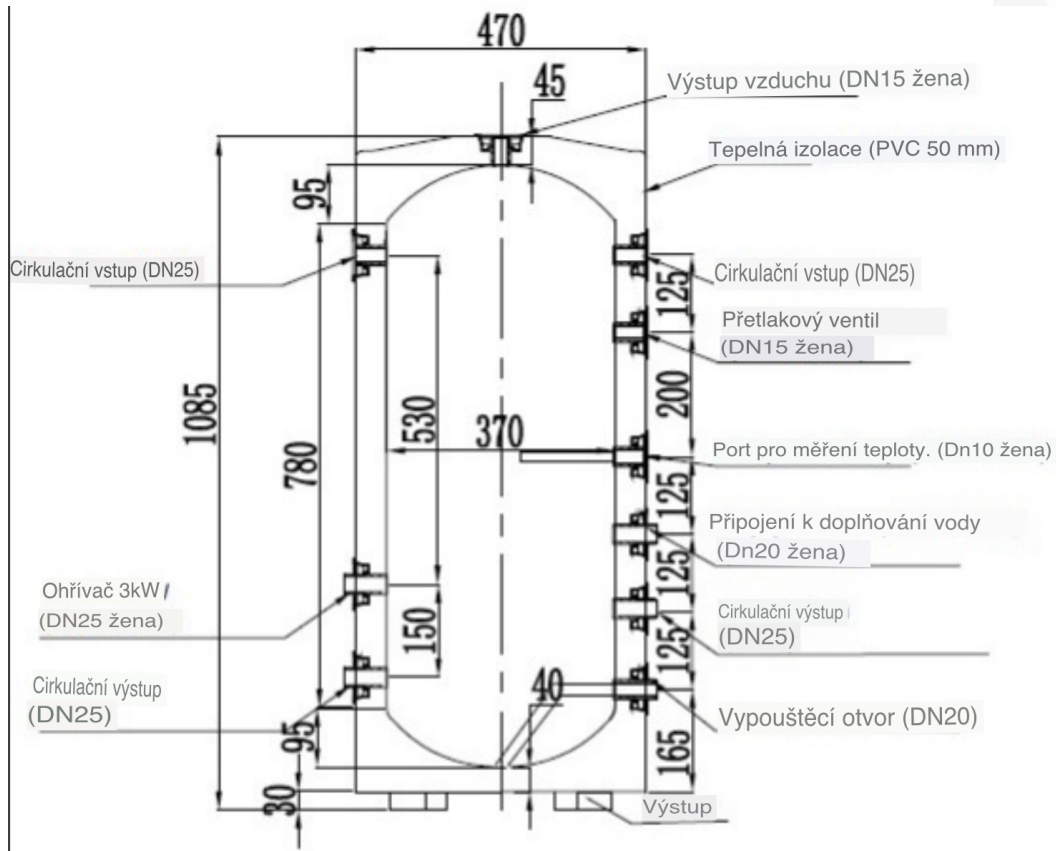 470
45
Výstup vzduchu (DN15 žena)
Tepelná izolace (PVC 50 mm)
95
Cirkulační vstup (DN25)
Cirkulační vstup (DN25)
125
Přetlakový ventil
(DN15 žena)
1085
780
530
370
200
Port pro měření teploty. (Dn10 žena)
125
Připojení k doplňování vody
(Dn20 žena)
125
Ohřívač 3kW
(DN25 žena)
150
Cirkulační výstup
(DN25)
125
Cirkulační výstup
(DN25)
40
Vypouštěcí otvor (DN20)
95
165
30
Výstup